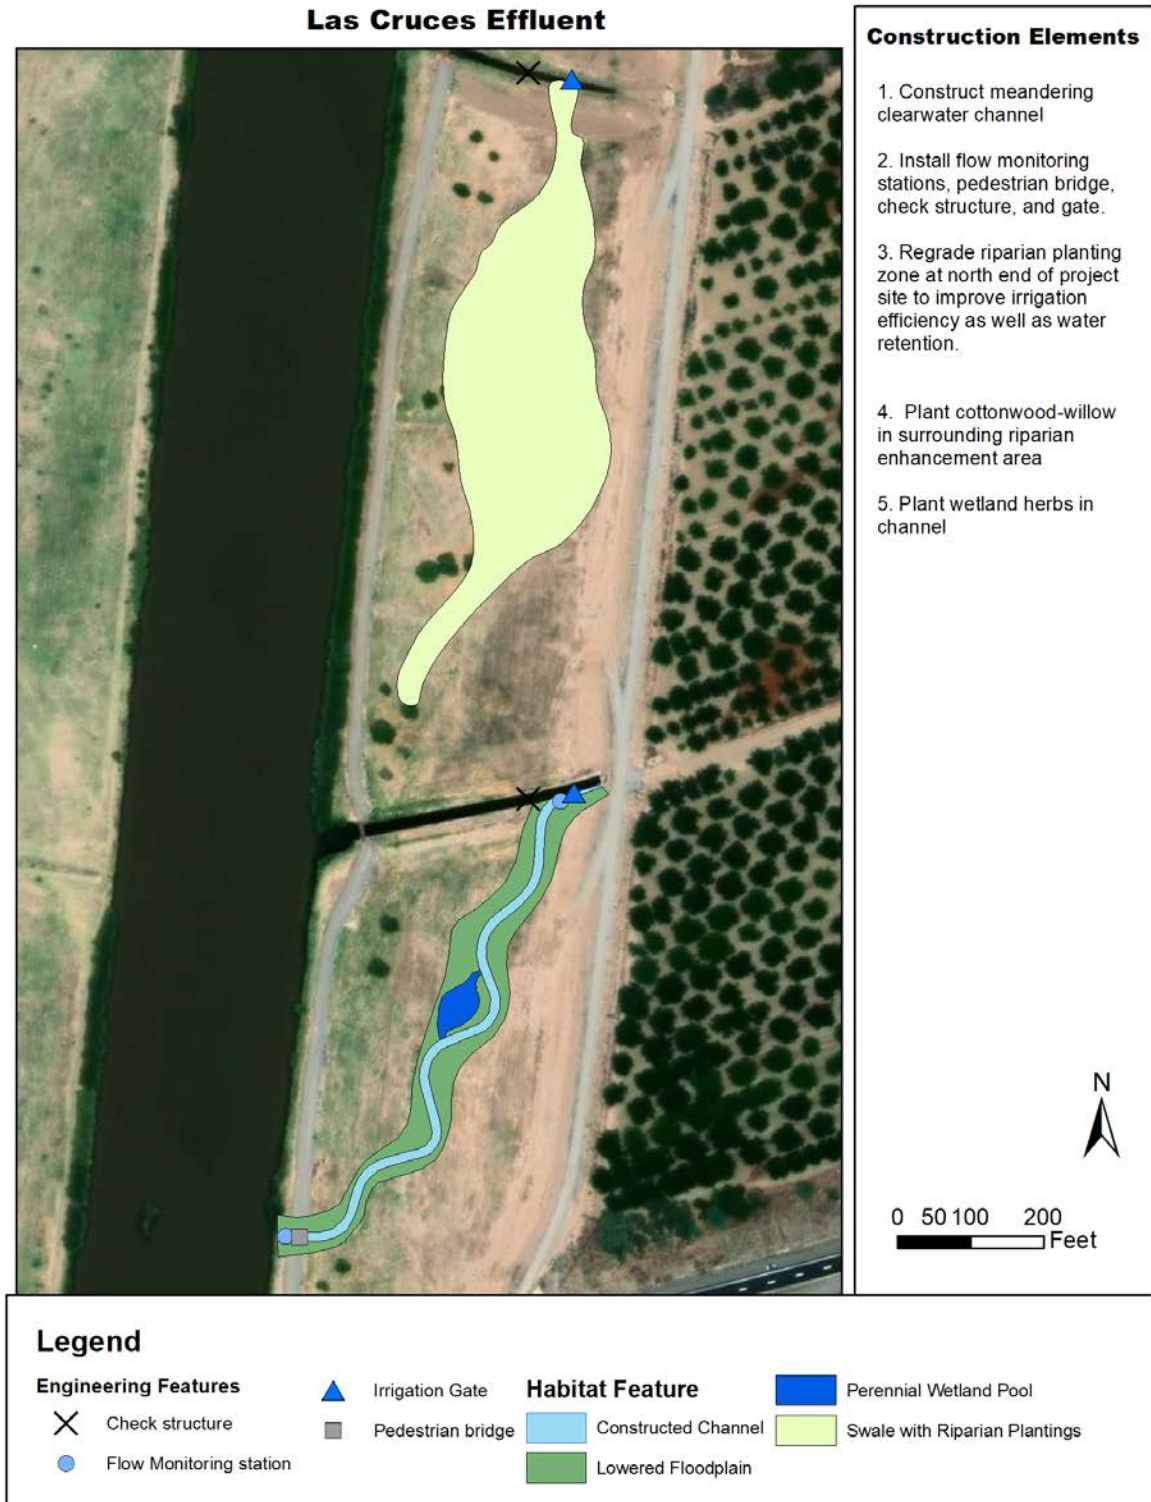 Las Cruces Effluent
Construction Elements
1. Construct meandering
clearwater channel
2. Install flow monitoring
stations, pedestrian bridge,
check structure, and gate.
3. Regrade riparian planting
zone at north end of project
site to improve irrigation
efficiency as well as water
retention.
4. Plant cottonwood-willow
in surrounding riparian
enhancement area
5. Plant wetland herbs in
channel
N
0 50 100 200
Feet
Legend
Engineering Features
Check structure
Flow Monitoring station
Irrigation Gate
Pedestrian bridge
Habitat Feature
Constructed Channel
Lowered Floodplain
Perennial Wetland Pool
Swale with Riparian Plantings